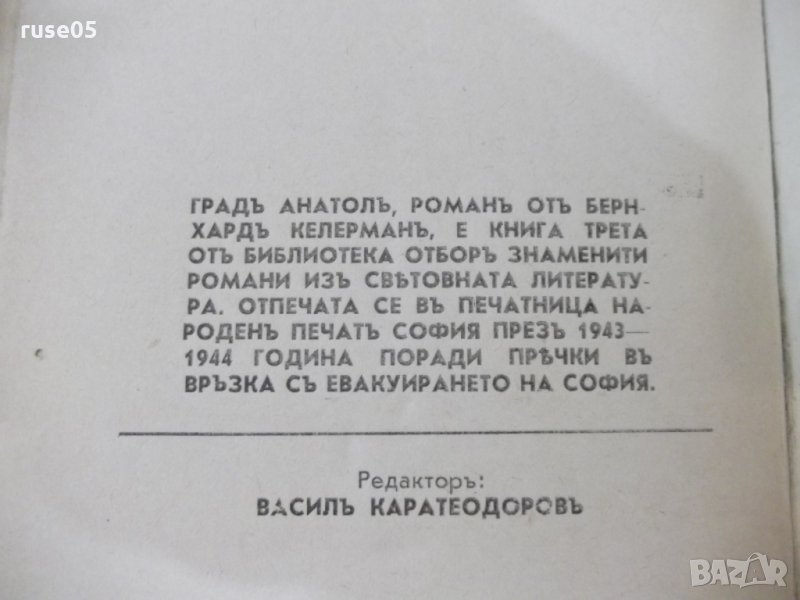 ruse05
ГРАДЪ АНАТОЛЪ, РОМАНЪ ОТЪ БЕРН-
ХАРДЪ КЕЛЕРМАНЪ, Е КНИГА ТРЕТА
ОТЪ БИБЛИОТЕКА ОТБОРЪ ЗНАМЕНИТИ
РОМАНИ ИЗЪ СВѢТОВНАТА ЛИТЕРАТУ-
РА. ОТПЕЧАТА СЕ ВЪ ПЕЧАТНИЦА НА-
РОДЕНЪ ПЕЧАТЪ СОФИЯ ПРЕЗЪ 1943—
1944 ГОДИНА ПОРАДИ ПРѢЧКИ ВЪ
ВРЪЗКА СЪ ЕВАКУИРАНЕТО НА СОФИЯ.
Редакторъ:
ВАСИЛЪ КАРАТЕОДОРОВЪ
BAZAR